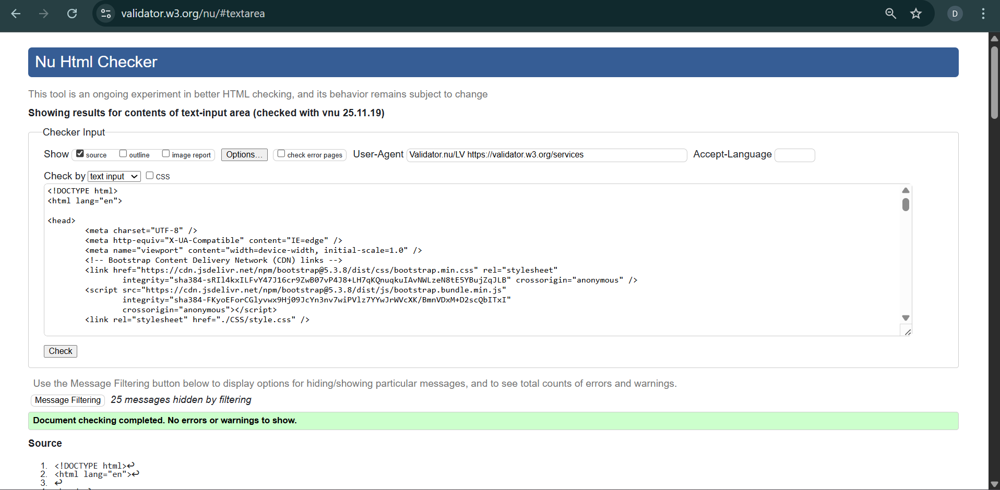 validator.w3.org/nu/#textarea
D
Nu Html Checker
This tool is an ongoing experiment in better HTML checking, and its behavior remains subject to change
Showing results for contents of text-input area (checked with vnu 25.11.19)
Checker Input
Show source outline image report Options... check error pages User-Agent Validator.nu/LV https://validator.w3.org/services Accept-Language
Check by text input CSS
<!DOCTYPE html>
<html lang="en">
<head>
<meta charset="UTF-8" />
<meta http-equiv="X-UA-Compatible" content="IE=edge" />
<meta name="viewport" content="width=device-width, initial-scale=1.0" />
<!-- Bootstrap Content Delivery Network (CDN) links -->
<link href="https://cdn.jsdelivr.net/npm/bootstrap@5.3.8/dist/css/bootstrap.min.css" rel="stylesheet"
integrity="sha384-sRIl4kxILFvY47J16cr9ZwB07vP4J8+LH7qKQnuqkuIAvNWLzeN8tE5YBujZqJLB" crossorigin="anonymous" />
<script src="https://cdn.jsdelivr.net/npm/bootstrap@5.3.8/dist/js/bootstrap.bundle.min.js"
integrity="sha384-FKyoEForCGlyvwx9Hj09JcYn3nv7wiPVlz7YYwJrWVcXK/BmnVDxM+D2scQbITxI"
crossorigin="anonymous"></script>
<link rel="stylesheet" href="./CSS/style.css" />
Check
Use the Message Filtering button below to display options for hiding/showing particular messages, and to see total counts of errors and warnings.
Message Filtering 25 messages hidden by filtering
Document checking completed. No errors or warnings to show.
Source
1. <!DOCTYPE html>↩
2. <html lang="en">↩
3. ↩